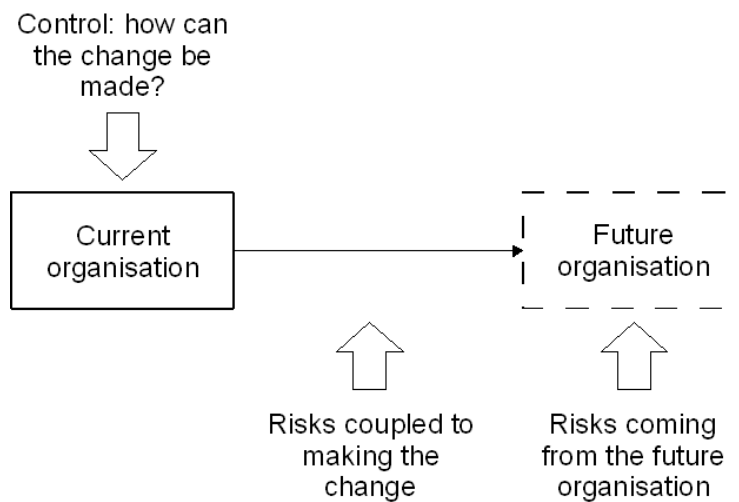 Control: how can
the change be
made?
Current
organisation
Future
organisation
Risks coupled to
making the
change
Risks coming
from the future
organisation